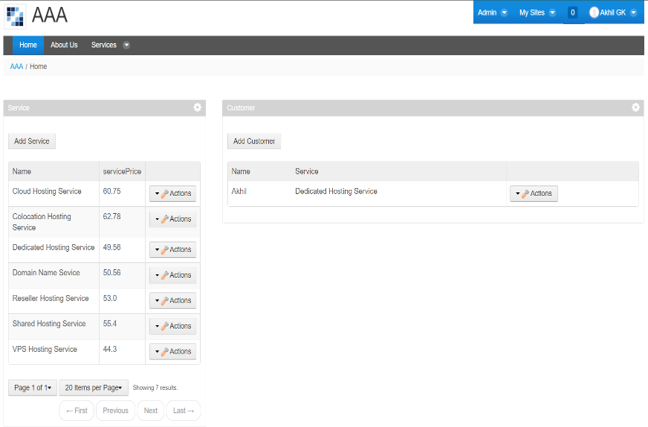 AAA
Admin My Sites 0 Akhil GK
Home About Us Services
AAA / Home
Service
Add Service
Name servicePrice
Cloud Hosting Service 60.75 Actions
Colocation Hosting 62.78 Actions
Service
Dedicated Hosting Service 49.56 Actions
Domain Name Sevice 50.56 Actions
Reseller Hosting Service 53.0 Actions
Shared Hosting Service 55.4 Actions
VPS Hosting Service 44.3 Actions
Page 1 of 1 20 Items per Page Showing 7 results.
← First Previous Next Last →
Customer
Add Customer
Name Service
Akhil Dedicated Hosting Service Actions